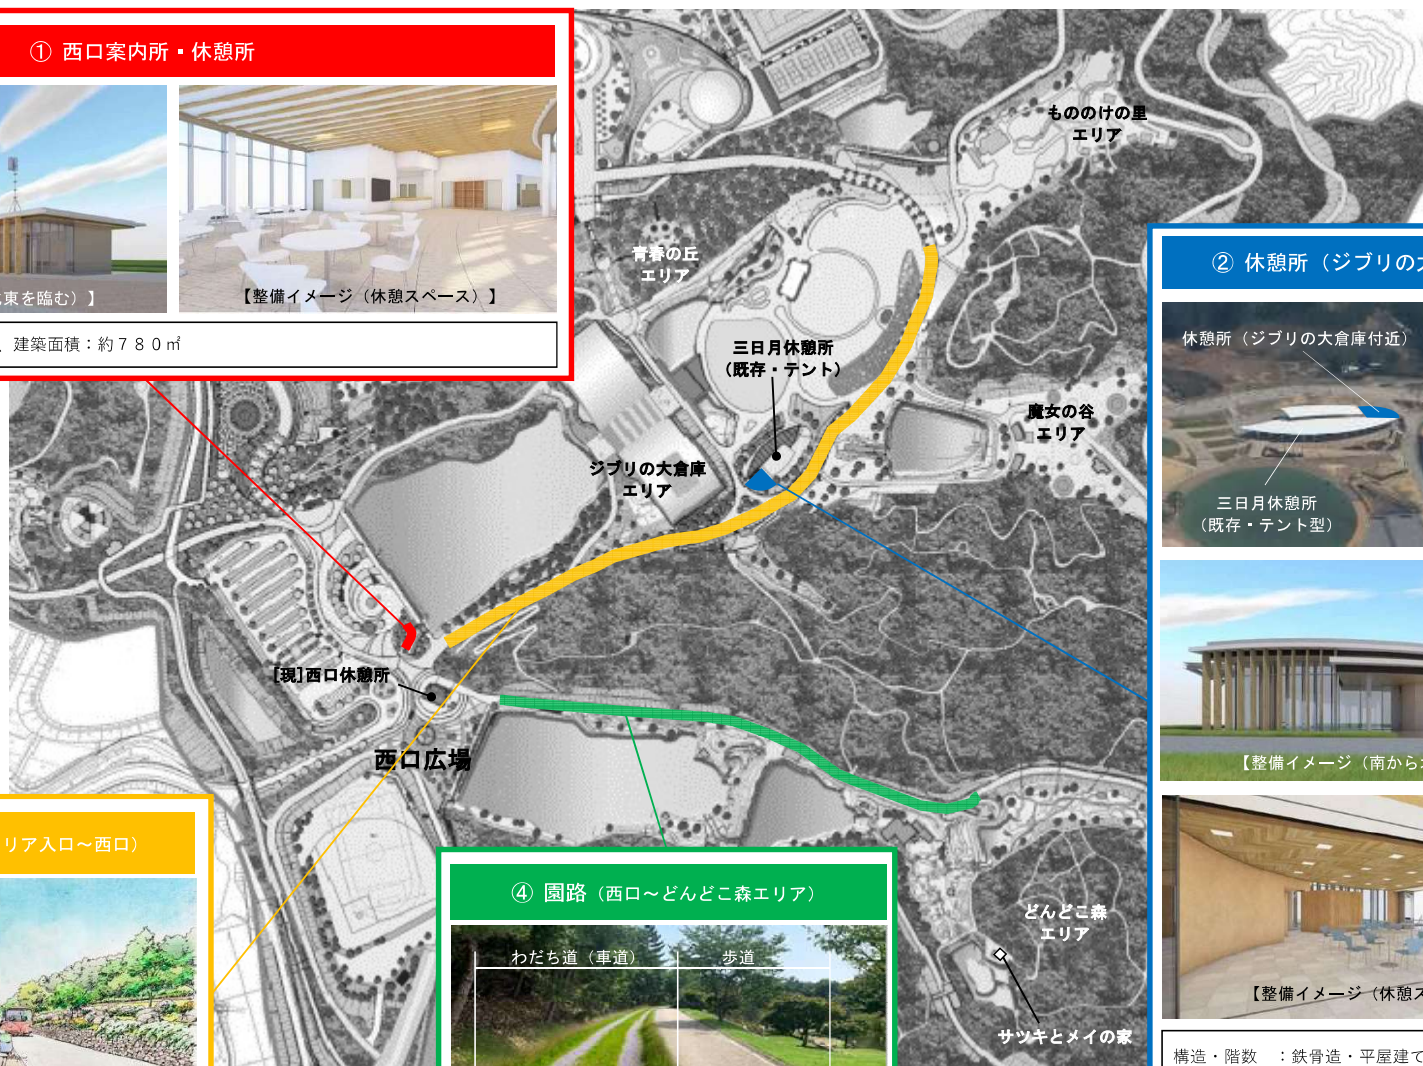 ① 西口案内所・休憩所
東を臨む）】
【整備イメージ（休憩スペース）】
、建築面積：約７８０㎡
もののけの里
エリア
青春の丘
エリア
三日月休憩所
（既存・テント）
魔女の谷
エリア
ジブリの大倉庫
エリア
[現]西口休憩所
西口広場
② 休憩所（ジブリの
休憩所（ジブリの大倉庫付近）
三日月休憩所
（既存・テント型）
【整備イメージ（南から
【整備イメージ（休憩ス
構造・階数　：鉄骨造・平屋建て
リア入口～西口）
④ 園路（西口～どんどこ森エリア）
わだち道（車道）
歩道
どんどこ森
エリア
サツキとメイの家